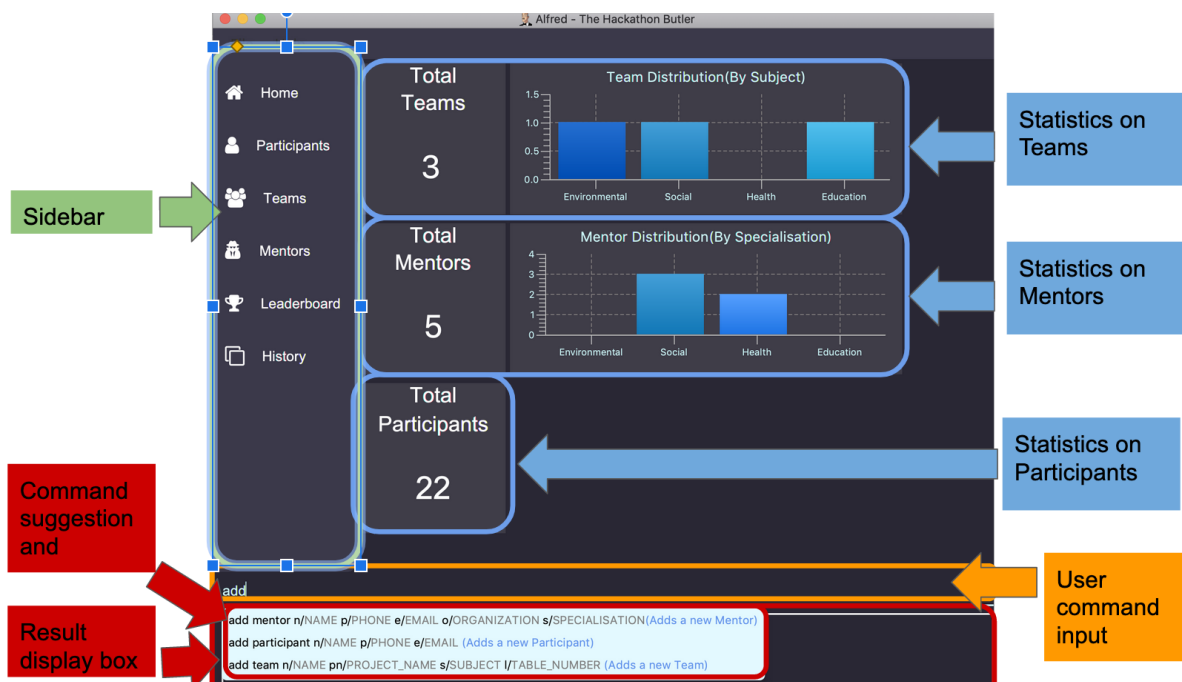 Alfred - The Hackathon Butler
Home
Participants
Teams
Mentors
Leaderboard
History
Sidebar
Total
Teams
3
Team Distribution(By Subject)
1.5
1.0
0.5
0.0
Environmental Social Health Education
Statistics on
Teams
Total
Mentors
5
Mentor Distribution(By Specialisation)
4
3
2
1
0
Environmental Social Health Education
Statistics on
Mentors
Total
Participants
22
Statistics on
Participants
Command
suggestion
and
add
User
command
input
Result
display box
add mentor n/NAME p/PHONE e/EMAIL o/ORGANIZATION s/SPECIALISATION(Adds a new Mentor)
add participant n/NAME p/PHONE e/EMAIL (Adds a new Participant)
add team n/NAME pn/PROJECT_NAME s/SUBJECT l/TABLE_NUMBER (Adds a new Team)